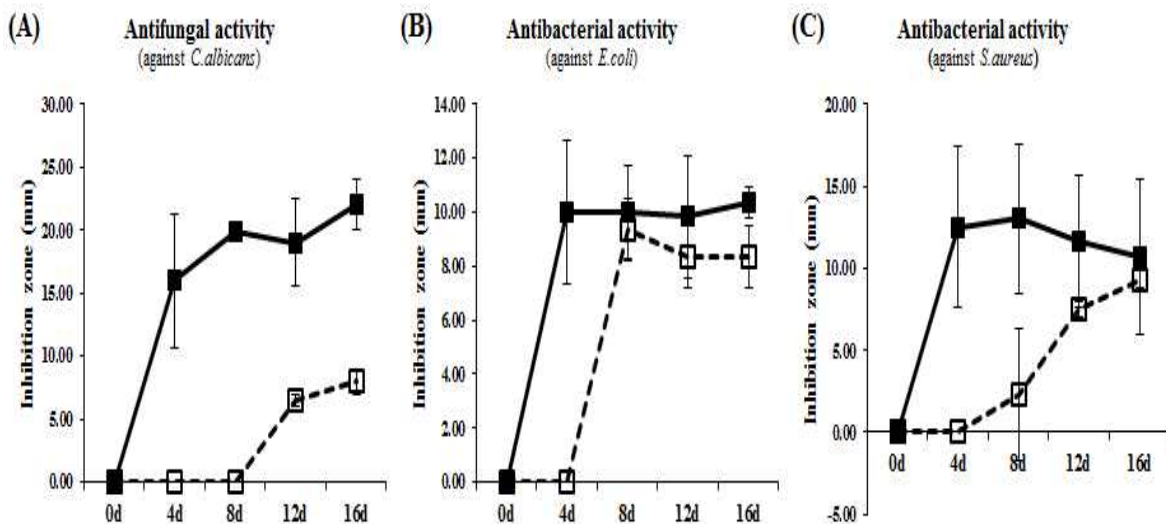 (A) Antifungal activity
(against C.albicans)
Inhibition zone (mm)
30.00
25.00
20.00
15.00
10.00
5.00
0.00
0d 4d 8d 12d 16d
(B) Antibacterial activity
(against E.coli)
Inhibition zone (mm)
14.00
12.00
10.00
8.00
6.00
4.00
2.00
0.00
0d 4d 8d 12d 16d
(C) Antibacterial activity
(against S.aureus)
Inhibition zone (mm)
20.00
15.00
10.00
5.00
0.00
-5.00
0d 4d 8d 12d 16d